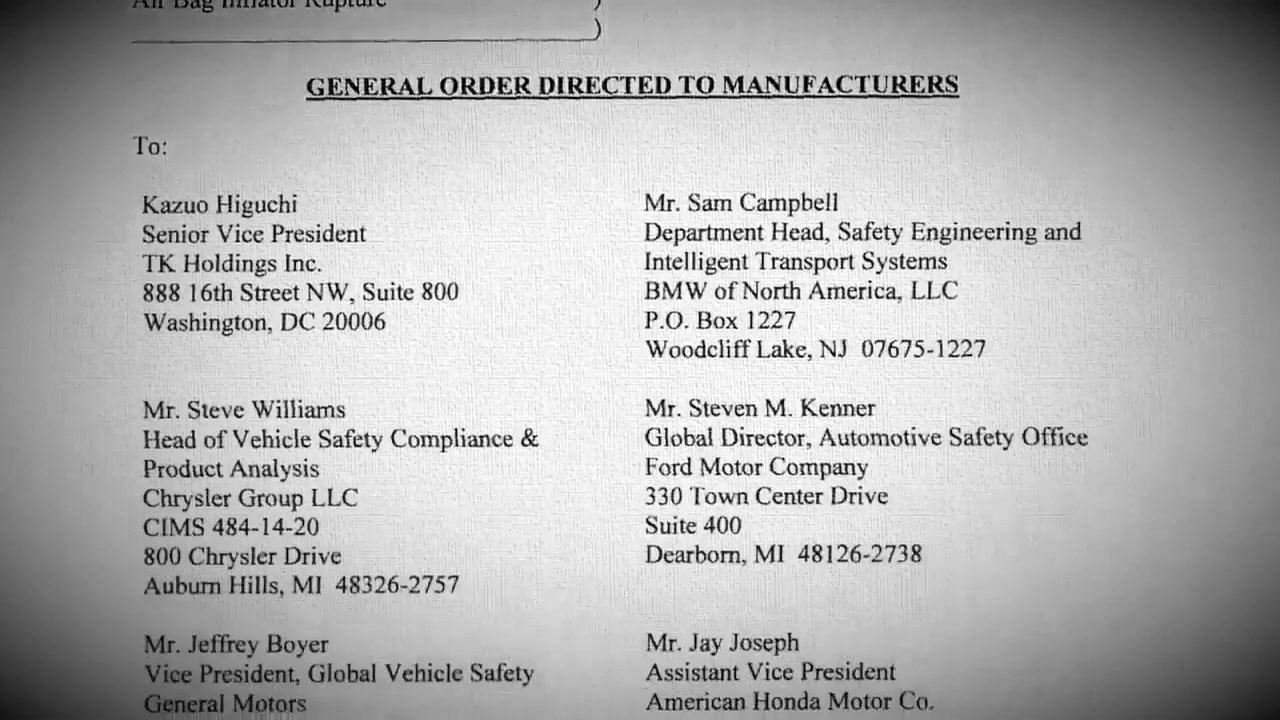 Air Bag Inflator Rupture )
)
GENERAL ORDER DIRECTED TO MANUFACTURERS
To:
Kazuo Higuchi
Senior Vice President
TK Holdings Inc.
888 16th Street NW, Suite 800
Washington, DC 20006
Mr. Sam Campbell
Department Head, Safety Engineering and
Intelligent Transport Systems
BMW of North America, LLC
P.O. Box 1227
Woodcliff Lake, NJ 07675-1227
Mr. Steve Williams
Head of Vehicle Safety Compliance &
Product Analysis
Chrysler Group LLC
CIMS 484-14-20
800 Chrysler Drive
Auburn Hills, MI 48326-2757
Mr. Steven M. Kenner
Global Director, Automotive Safety Office
Ford Motor Company
330 Town Center Drive
Suite 400
Dearborn, MI 48126-2738
Mr. Jeffrey Boyer
Vice President, Global Vehicle Safety
General Motors
Mr. Jay Joseph
Assistant Vice President
American Honda Motor Co.